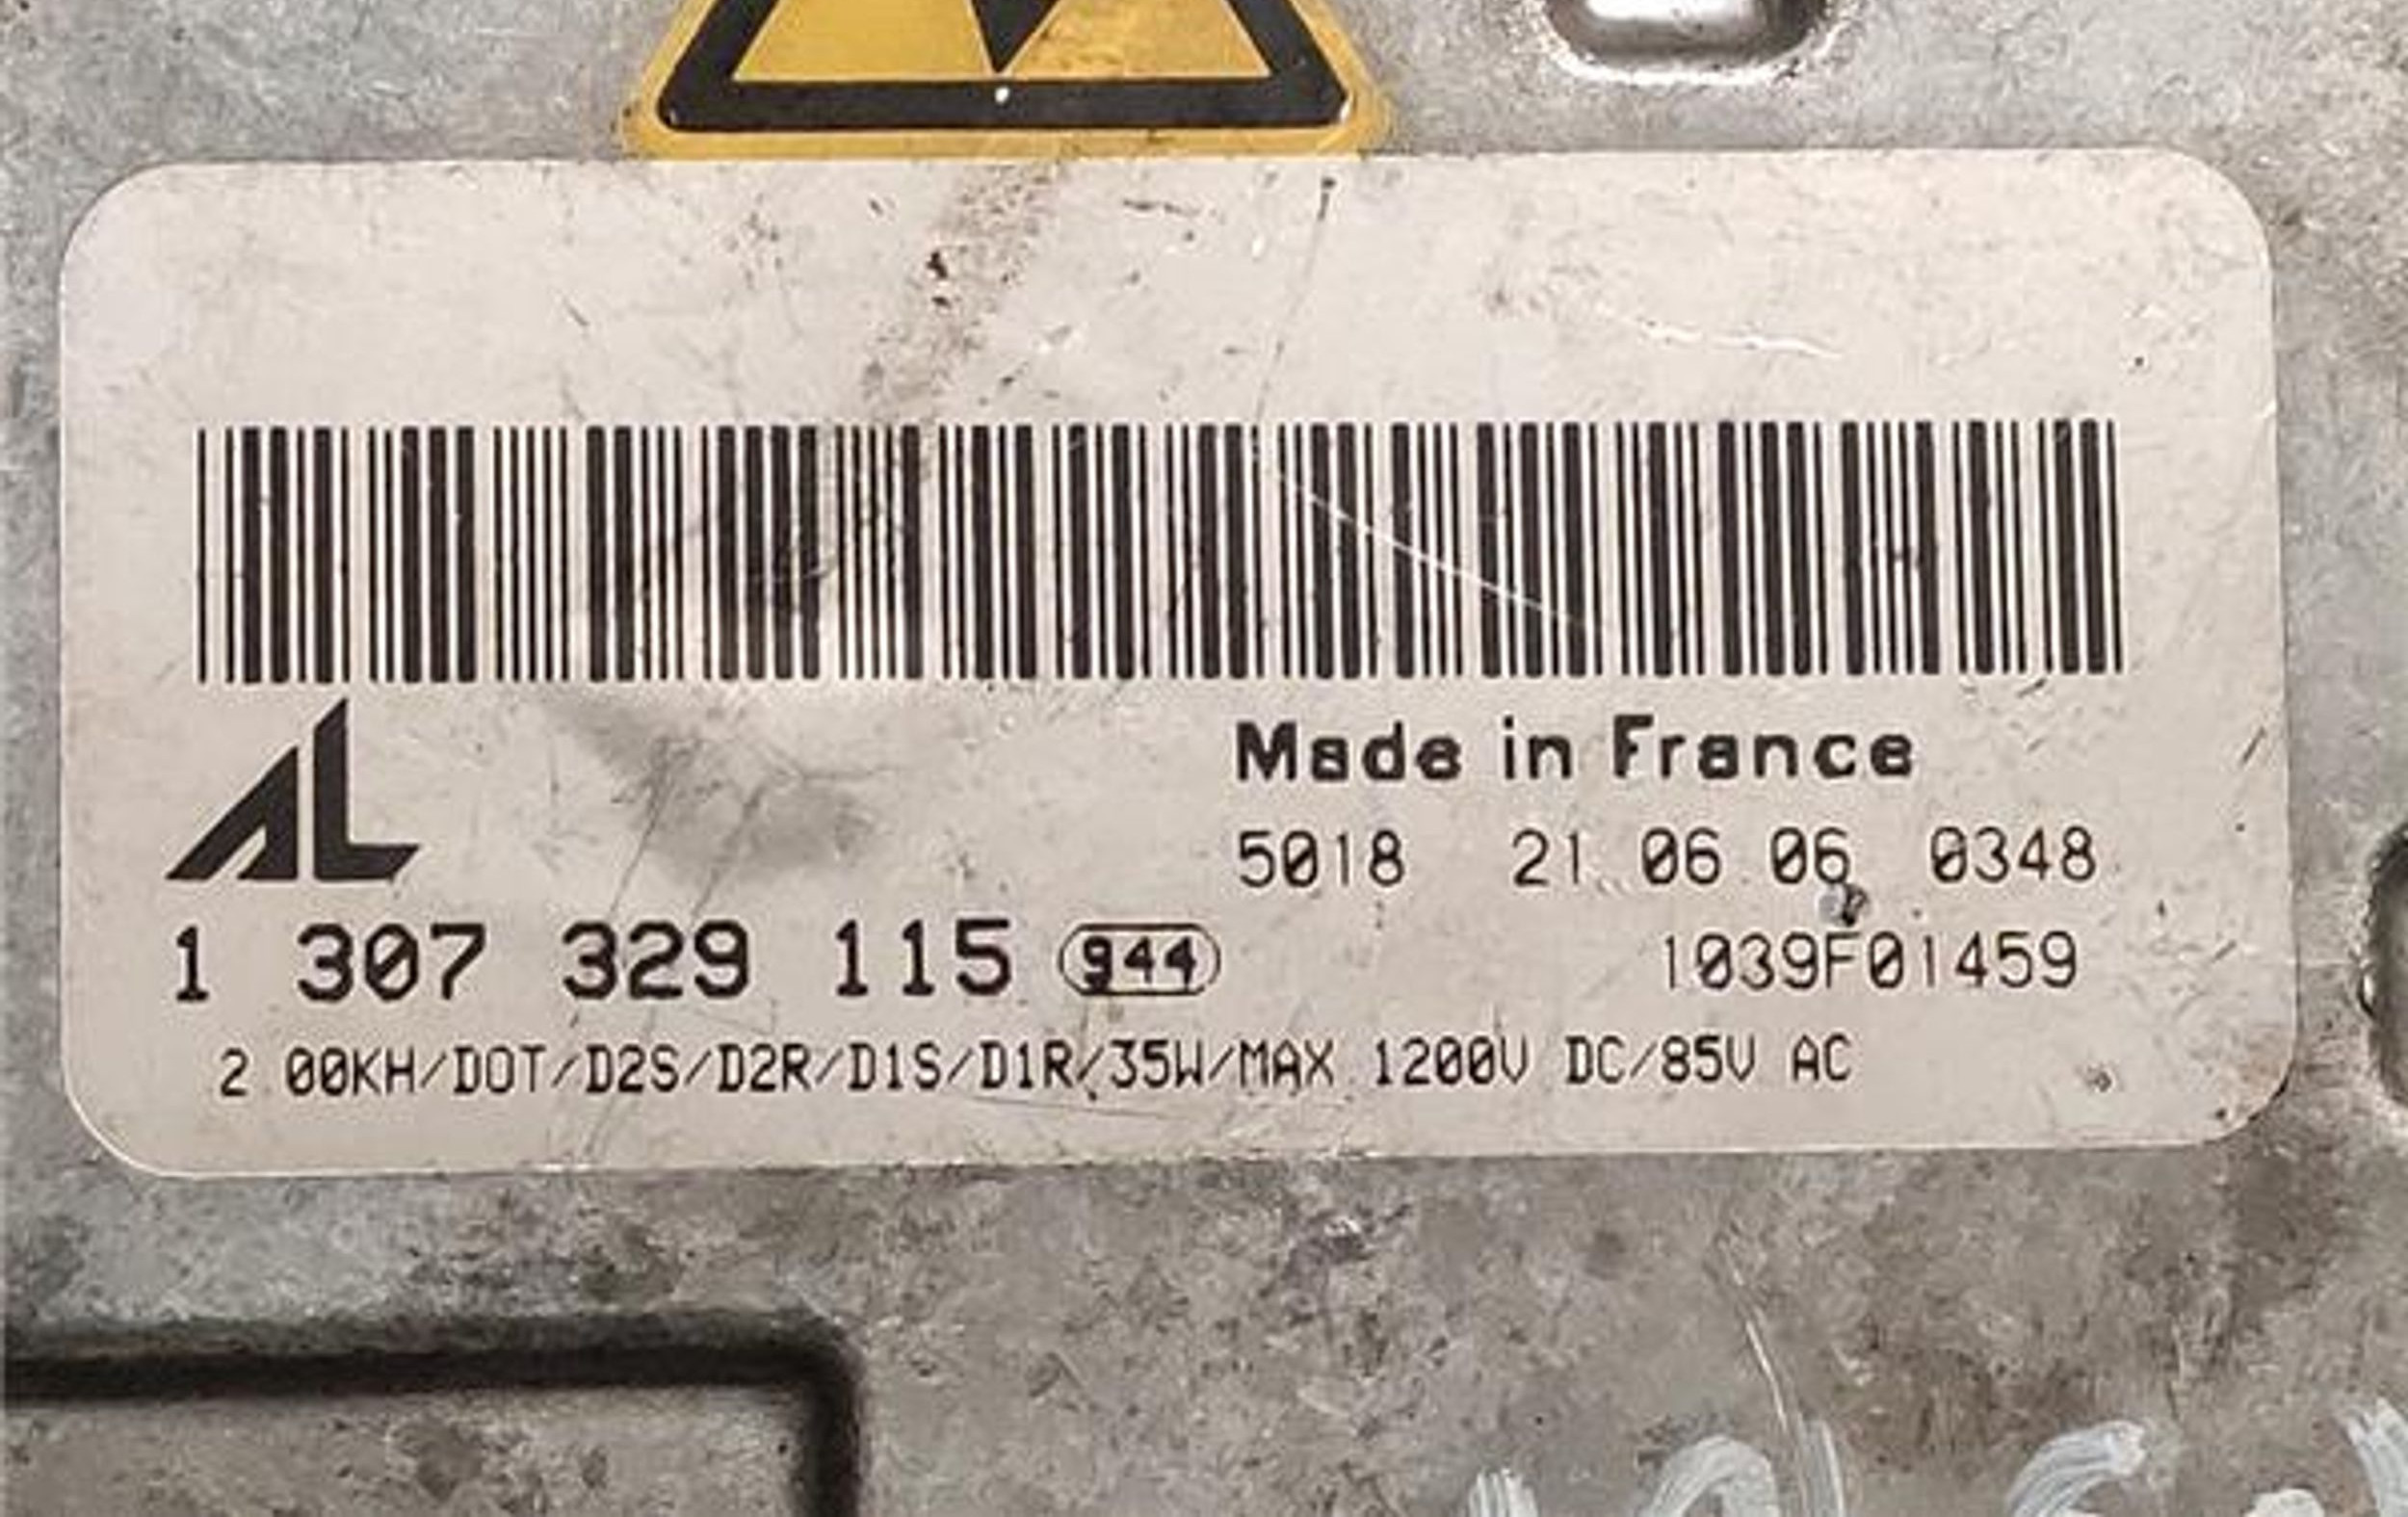 AL
Made in France
5018 21.06.06 0348
1 307 329 115 944
1039F01459
2.00KH/DOT/D2S/D2R/D1S/D1R/35W/MAX.1200V DC/85V AC